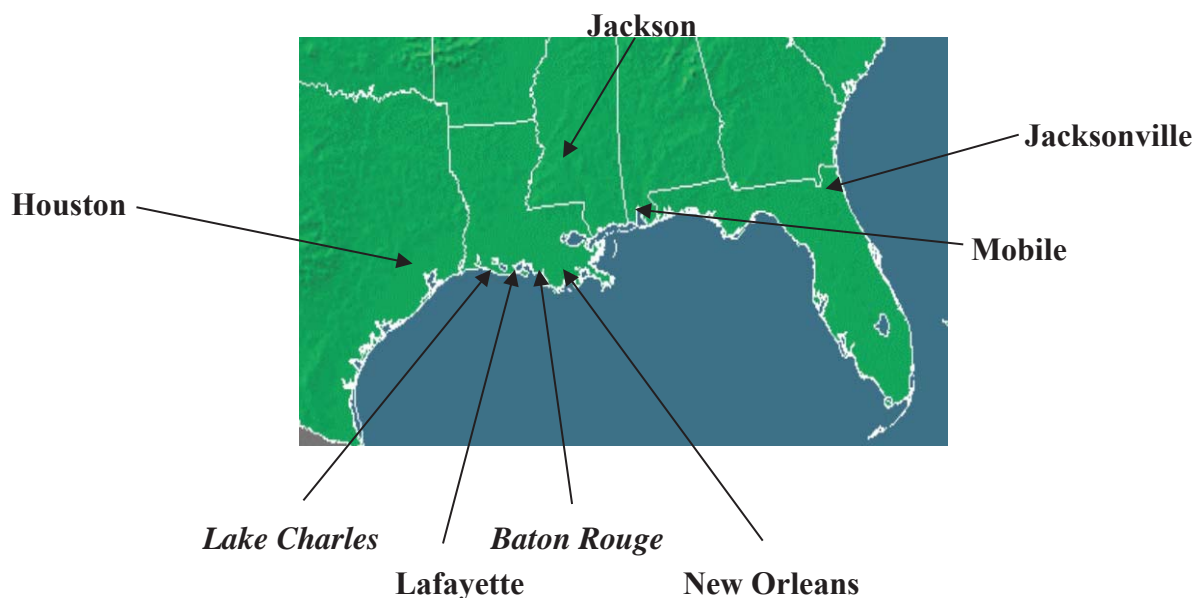 Jackson
Jacksonville
Houston
Mobile
Lake Charles
Baton Rouge
Lafayette
New Orleans